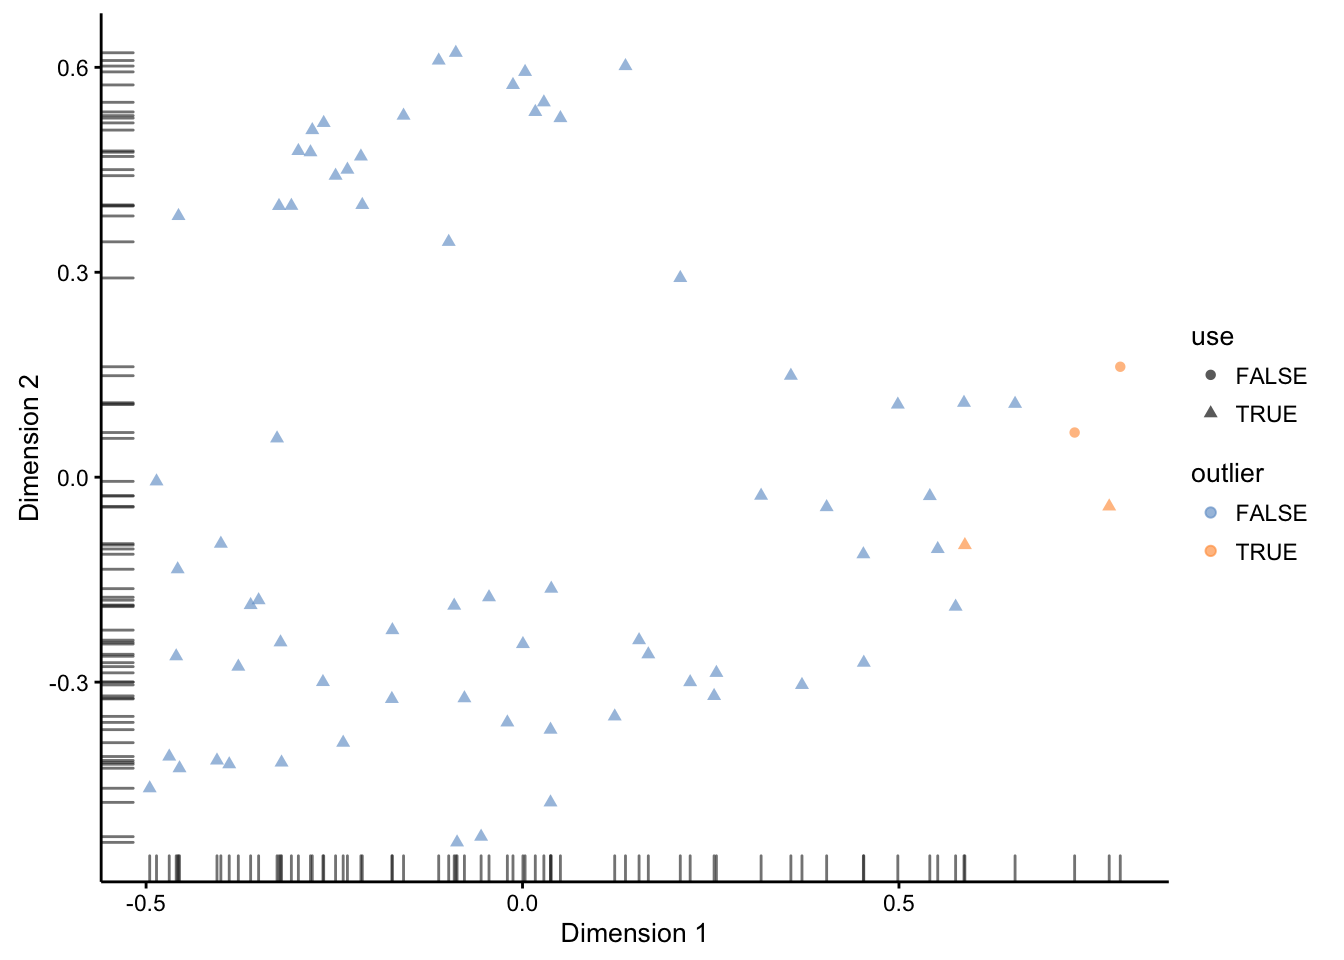 0.6
0.3
0.0
-0.3
Dimension 2
-0.5
0.0
0.5
Dimension 1
use
FALSE
TRUE
outlier
FALSE
TRUE